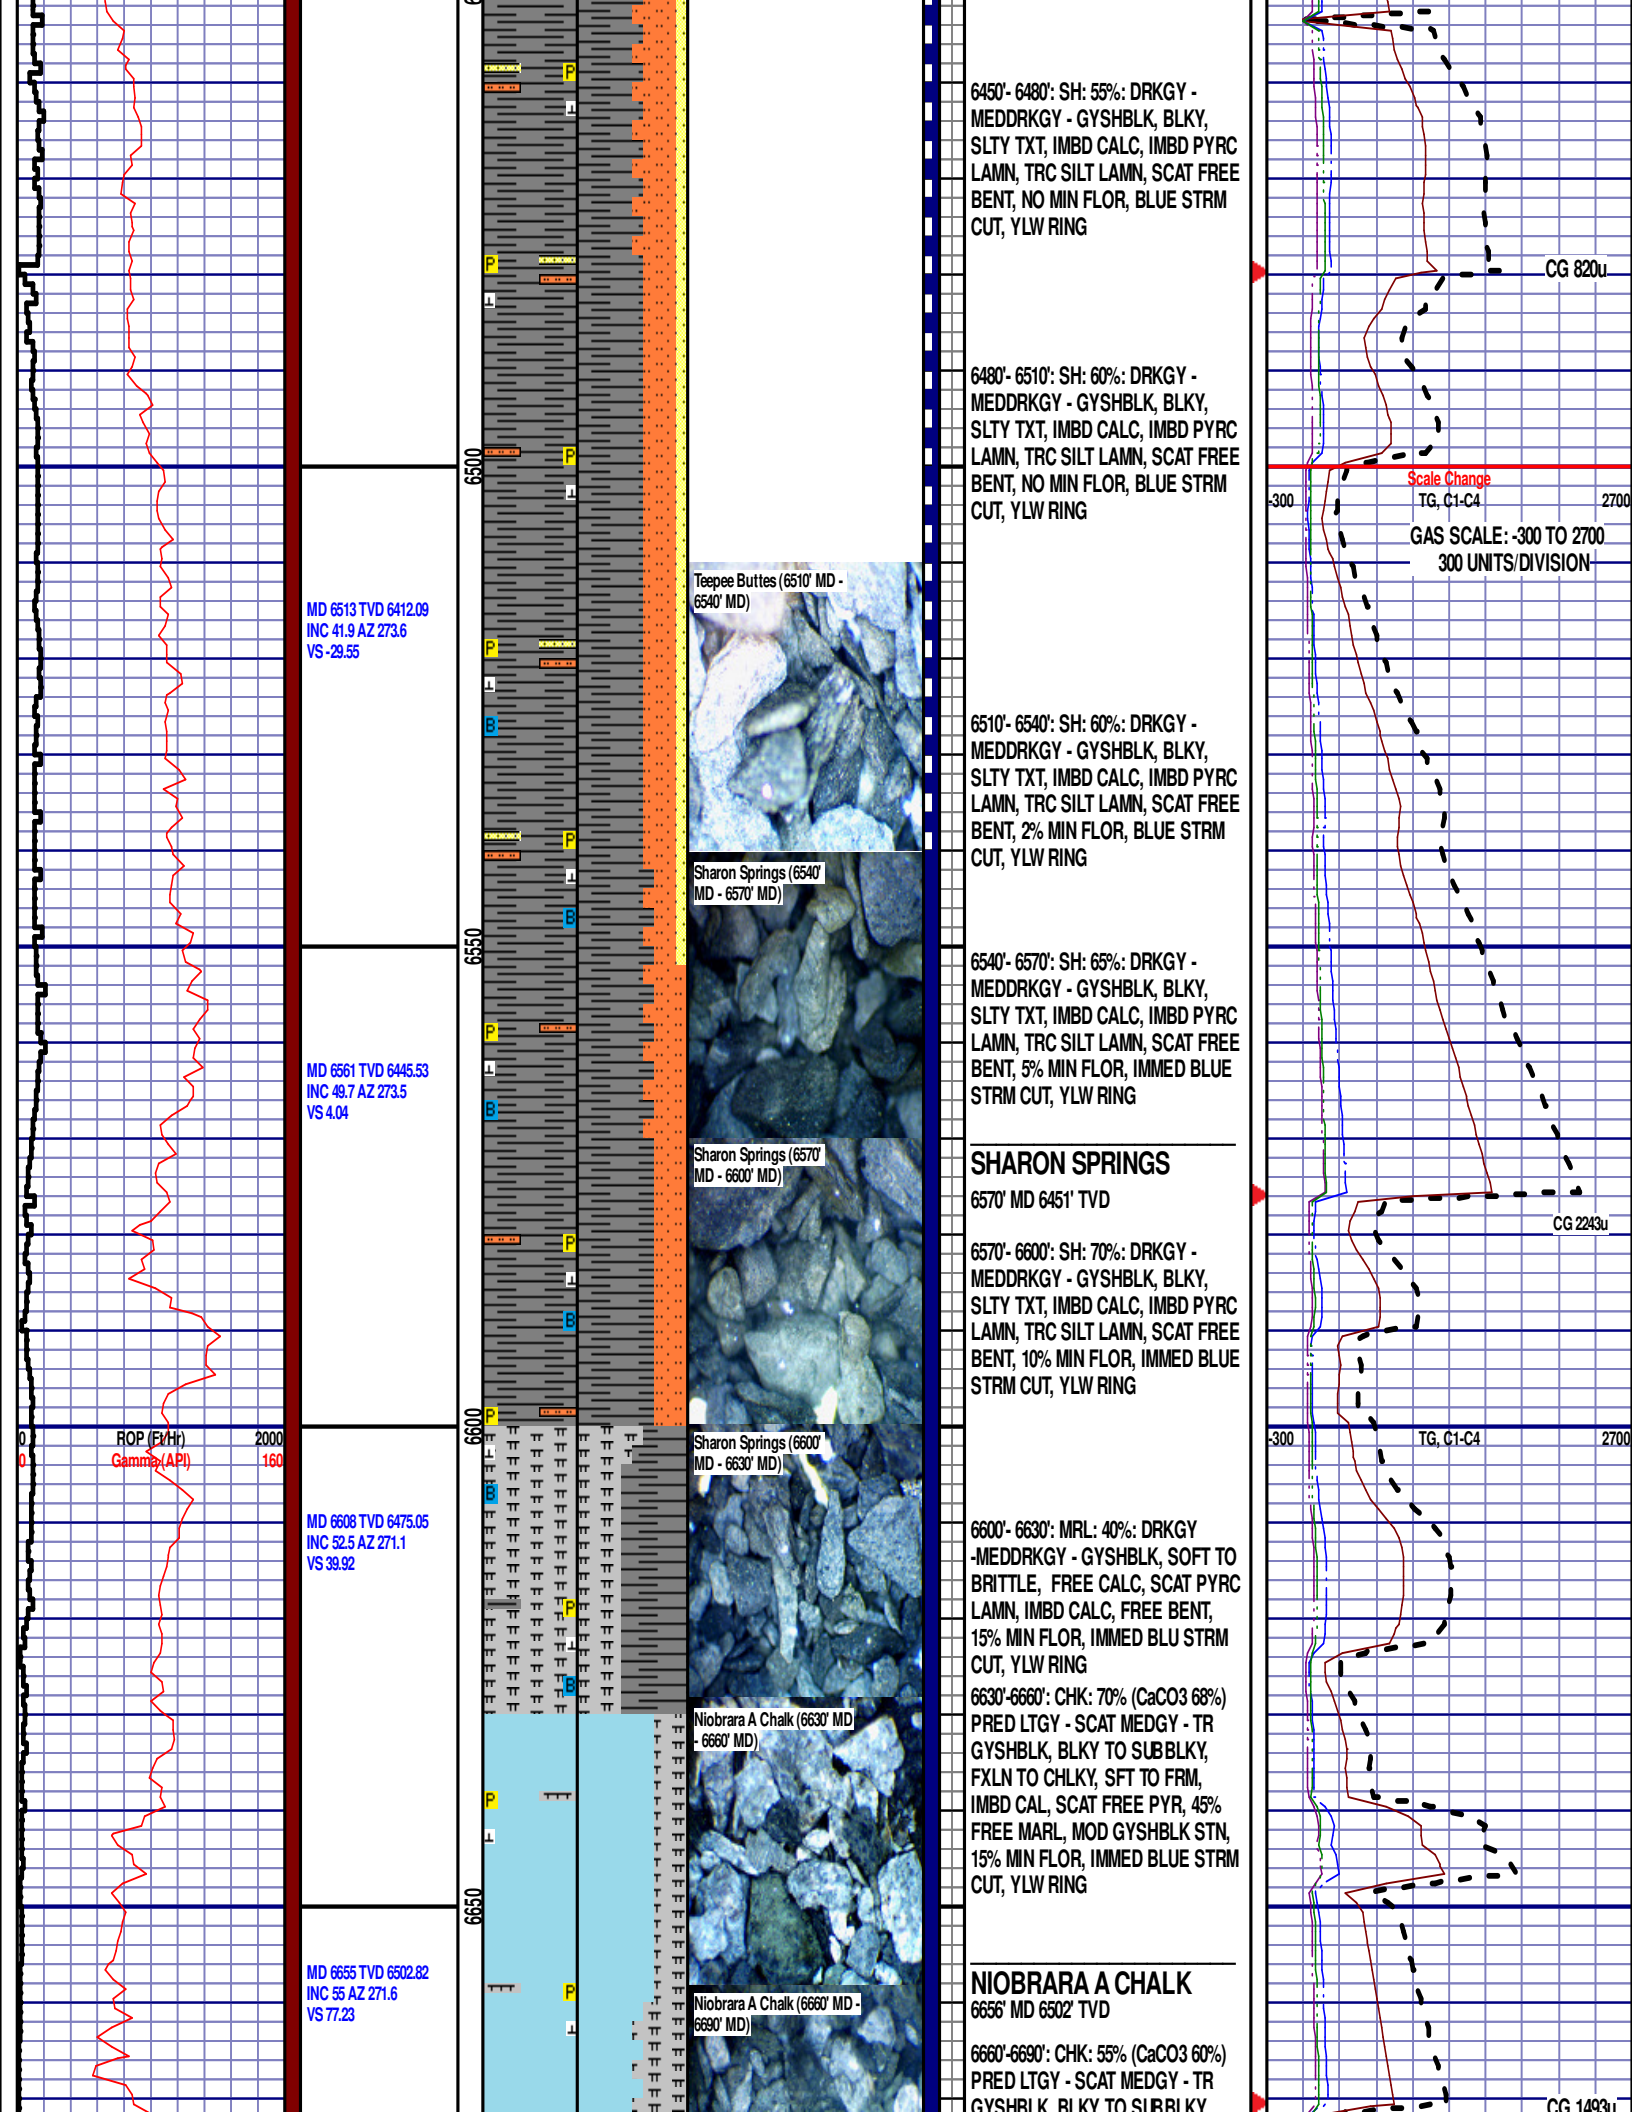 6450'- 6480': SH: 55%: DRKGY -
MEDDRKGY - GYSHBLK, BLKY,
SLTY TXT, IMBD CALC, IMBD PYRC
LAMN, TRC SILT LAMN, SCAT FREE
BENT, NO MIN FLOR, BLUE STRM
CUT, YLW RING
CG 820u
6480'- 6510': SH: 60%: DRKGY -
MEDDRKGY - GYSHBLK, BLKY,
SLTY TXT, IMBD CALC, IMBD PYRC
LAMN, TRC SILT LAMN, SCAT FREE
BENT, NO MIN FLOR, BLUE STRM
CUT, YLW RING
6500
Scale Change
-300 TG, C1-C4 2700
GAS SCALE: -300 TO 2700
300 UNITS/DIVISION
Teepee Buttes (6510' MD -
6540' MD)
MD 6513 TVD 6412.09
INC 41.9 AZ 273.6
VS -29.55
6510'- 6540': SH: 60%: DRKGY -
MEDDRKGY - GYSHBLK, BLKY,
SLTY TXT, IMBD CALC, IMBD PYRC
LAMN, TRC SILT LAMN, SCAT FREE
BENT, 2% MIN FLOR, BLUE STRM
CUT, YLW RING
Sharon Springs (6540'
MD - 6570' MD)
6550
6540'- 6570': SH: 65%: DRKGY -
MEDDRKGY - GYSHBLK, BLKY,
SLTY TXT, IMBD CALC, IMBD PYRC
LAMN, TRC SILT LAMN, SCAT FREE
BENT, 5% MIN FLOR, IMMED BLUE
STRM CUT, YLW RING
MD 6561 TVD 6445.53
INC 49.7 AZ 273.5
VS 4.04
Sharon Springs (6570'
MD - 6600' MD)
SHARON SPRINGS
6570' MD 6451' TVD
CG 2243u
6570'- 6600': SH: 70%: DRKGY -
MEDDRKGY - GYSHBLK, BLKY,
SLTY TXT, IMBD CALC, IMBD PYRC
LAMN, TRC SILT LAMN, SCAT FREE
BENT, 10% MIN FLOR, IMMED BLUE
STRM CUT, YLW RING
6600
0 ROP (Ft/Hr) 2000
0 Gamma (API) 160
-300 TG, C1-C4 2700
Sharon Springs (6600'
MD - 6630' MD)
MD 6608 TVD 6475.05
INC 52.5 AZ 271.1
VS 39.92
6600'- 6630': MRL: 40%: DRKGY
-MEDDRKGY - GYSHBLK, SOFT TO
BRITTLE, FREE CALC, SCAT PYRC
LAMN, IMBD CALC, FREE BENT,
15% MIN FLOR, IMMED BLU STRM
CUT, YLW RING
6630'-6660': CHK: 70% (CaCO3 68%)
PRED LTGY - SCAT MEDGY - TR
GYSHBLK, BLKY TO SUBBLKY,
FXLN TO CHLKY, SFT TO FRM,
IMBD CAL, SCAT FREE PYR, 45%
FREE MARL, MOD GYSHBLK STN,
15% MIN FLOR, IMMED BLUE STRM
CUT, YLW RING
Niobrara A Chalk (6630' MD
- 6660' MD)
6650
MD 6655 TVD 6502.82
INC 55 AZ 271.6
VS 77.23
NIOBRARA A CHALK
6656' MD 6502' TVD
Niobrara A Chalk (6660' MD -
6690' MD)
6660'-6690': CHK: 55% (CaCO3 60%)
PRED LTGY - SCAT MEDGY - TR
GYSHBLK, BLKY TO SUBBLKY,
CG 1493u